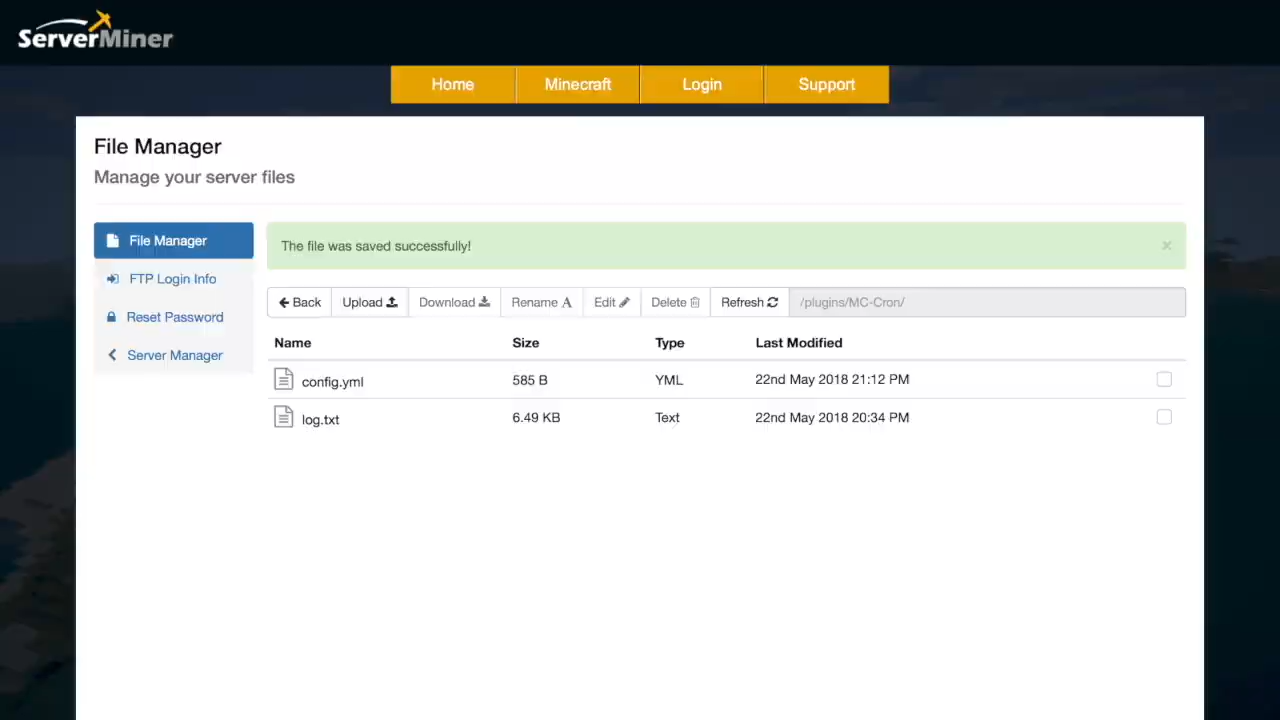 ServerMiner
Home Minecraft Login Support
File Manager
Manage your server files
File Manager
FTP Login Info
Reset Password
Server Manager
The file was saved successfully! ×
Back Upload Download Rename A Edit Delete Refresh /plugins/MC-Cron/
Name Size Type Last Modified
config.yml 585 B YML 22nd May 2018 21:12 PM
log.txt 6.49 KB Text 22nd May 2018 20:34 PM